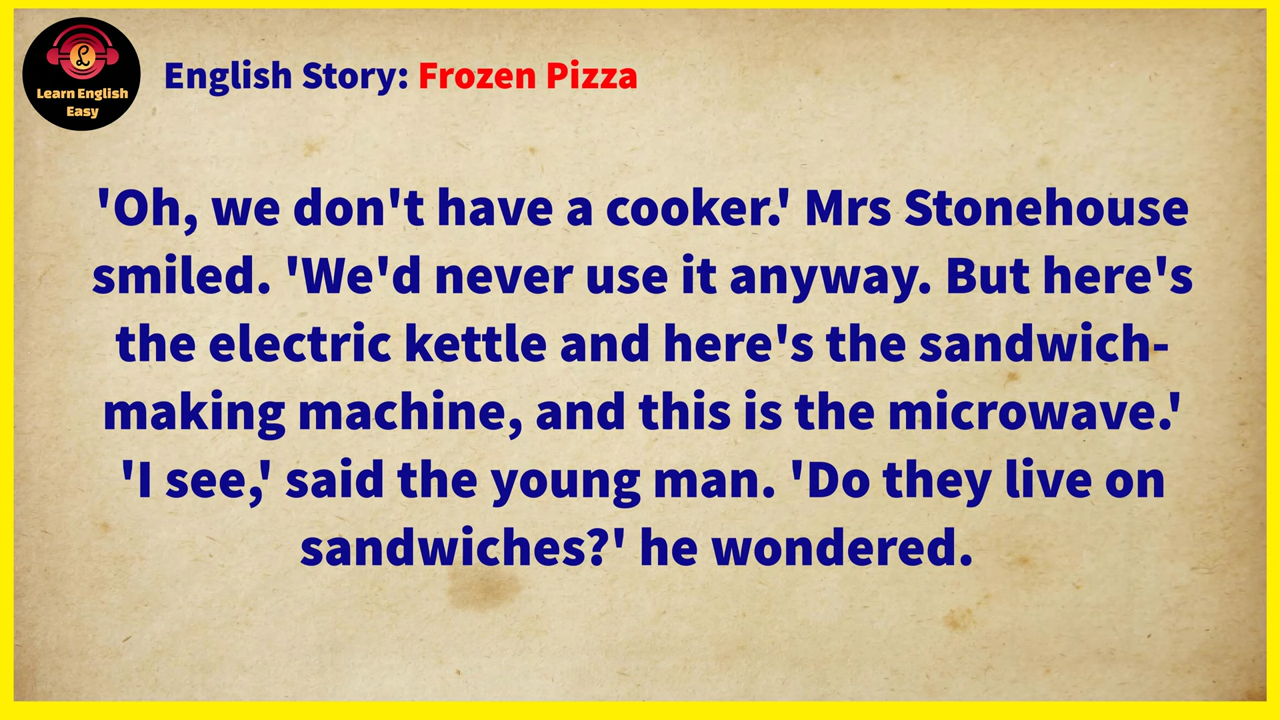 Learn English
Easy
English Story: Frozen Pizza
'Oh, we don't have a cooker.' Mrs Stonehouse
smiled. 'We'd never use it anyway. But here's
the electric kettle and here's the sandwich-
making machine, and this is the microwave.'
'I see,' said the young man. 'Do they live on
sandwiches?' he wondered.